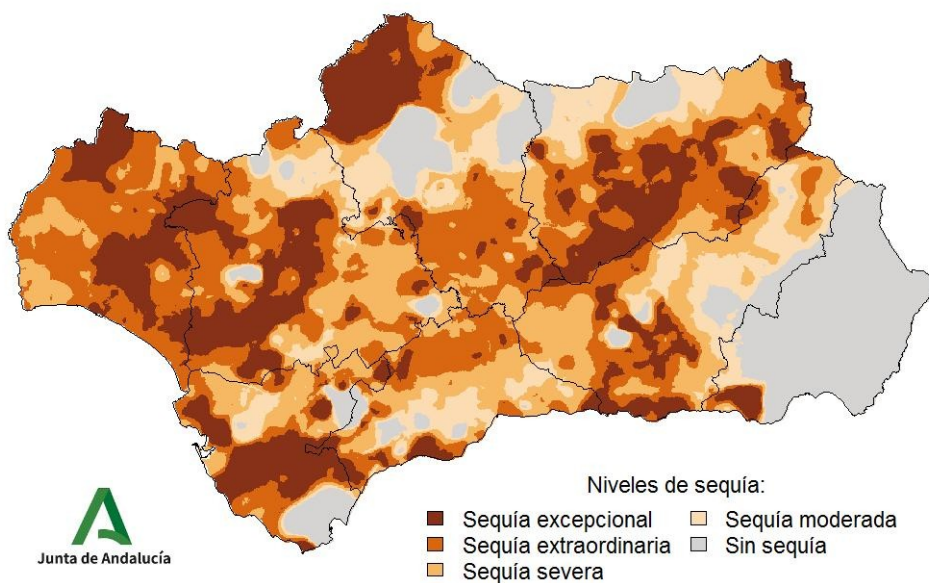 Niveles de sequía:
Sequía excepcional
Sequía extraordinaria
Sequía severa
Sequía moderada
Sin sequía
Junta de Andalucía